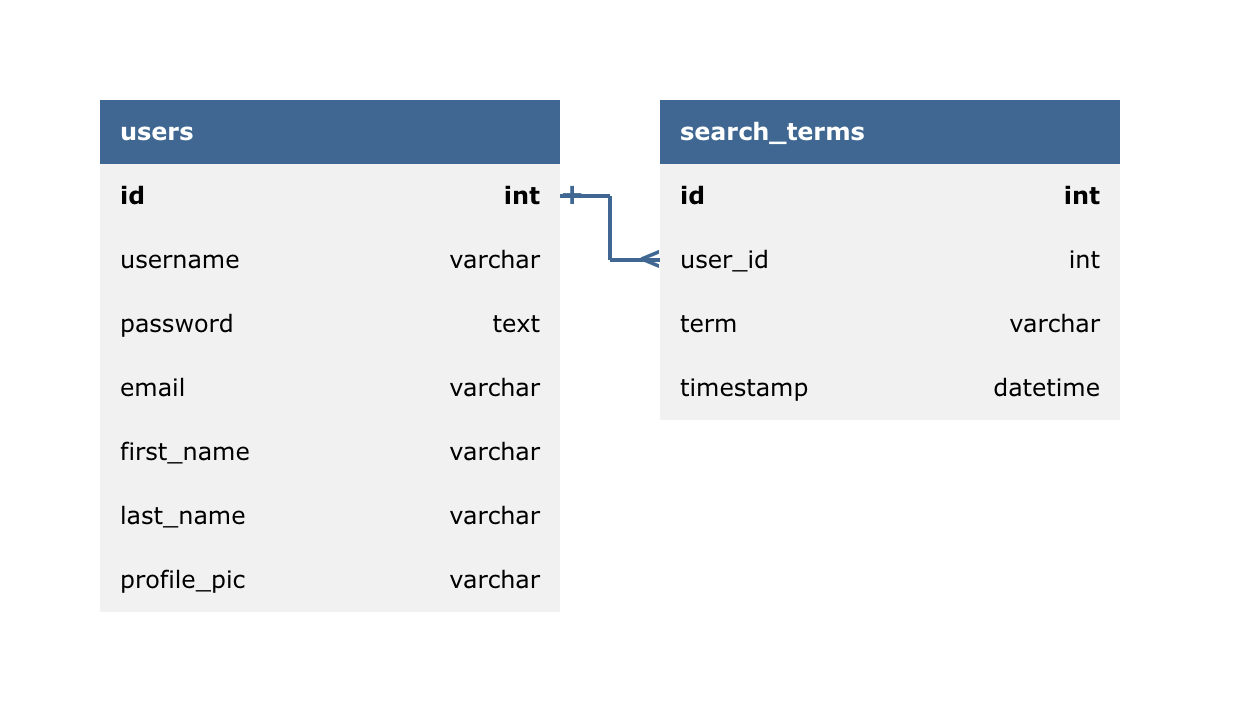 users
id int
username varchar
password text
email varchar
first_name varchar
last_name varchar
profile_pic varchar
search_terms
id int
user_id int
term varchar
timestamp datetime